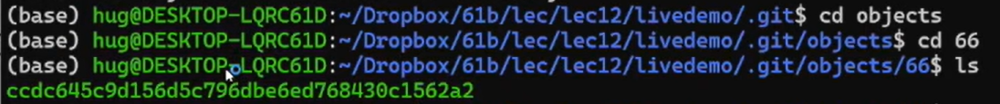 (base) hug@DESKTOP-LQRC61D:~/Dropbox/61b/lec/lec12/livedemo/.git$ cd objects
(base) hug@DESKTOP-LQRC61D:~/Dropbox/61b/lec/lec12/livedemo/.git/objects$ cd 66
(base) hug@DESKTOP-LQRC61D:~/Dropbox/61b/lec/lec12/livedemo/.git/objects/66$ ls
ccdc645c9d156d5c796dbe6ed768430c1562a2